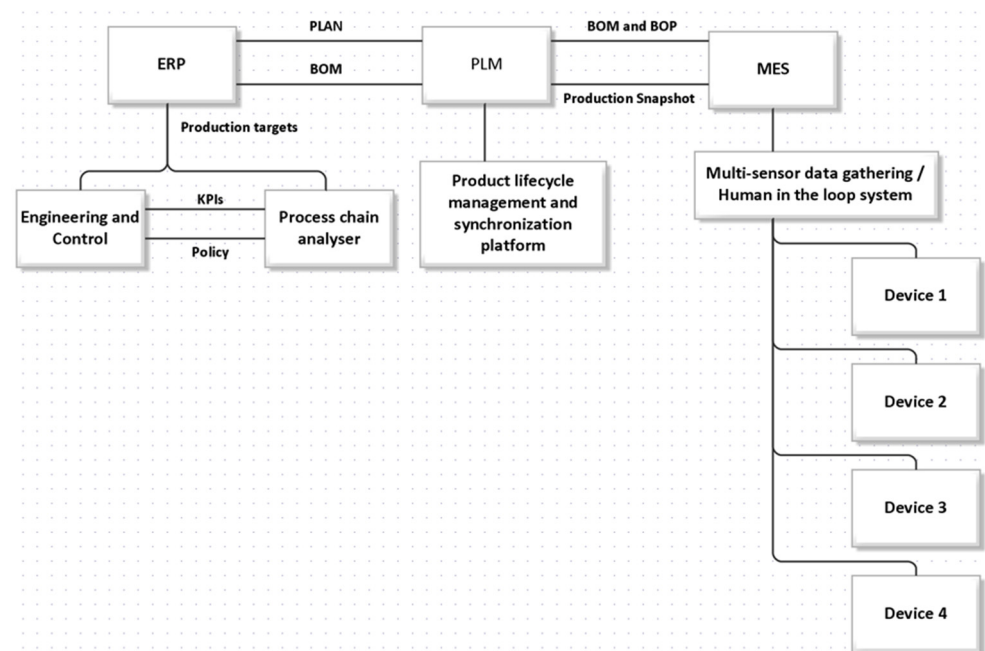 PLAN
BOM and BOP
ERP
PLM
MES
BOM
Production Snapshot
Production targets
Engineering and
Control
KPIs
Policy
Process chain
analyser
Product lifecycle
management and
synchronization
platform
Multi-sensor data gathering /
Human in the loop system
Device 1
Device 2
Device 3
Device 4